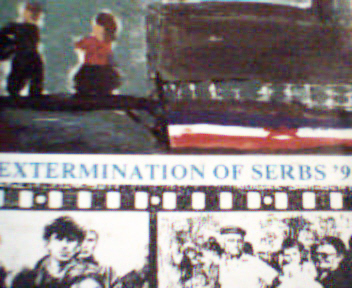 EXTERMINATION OF SERBS '9